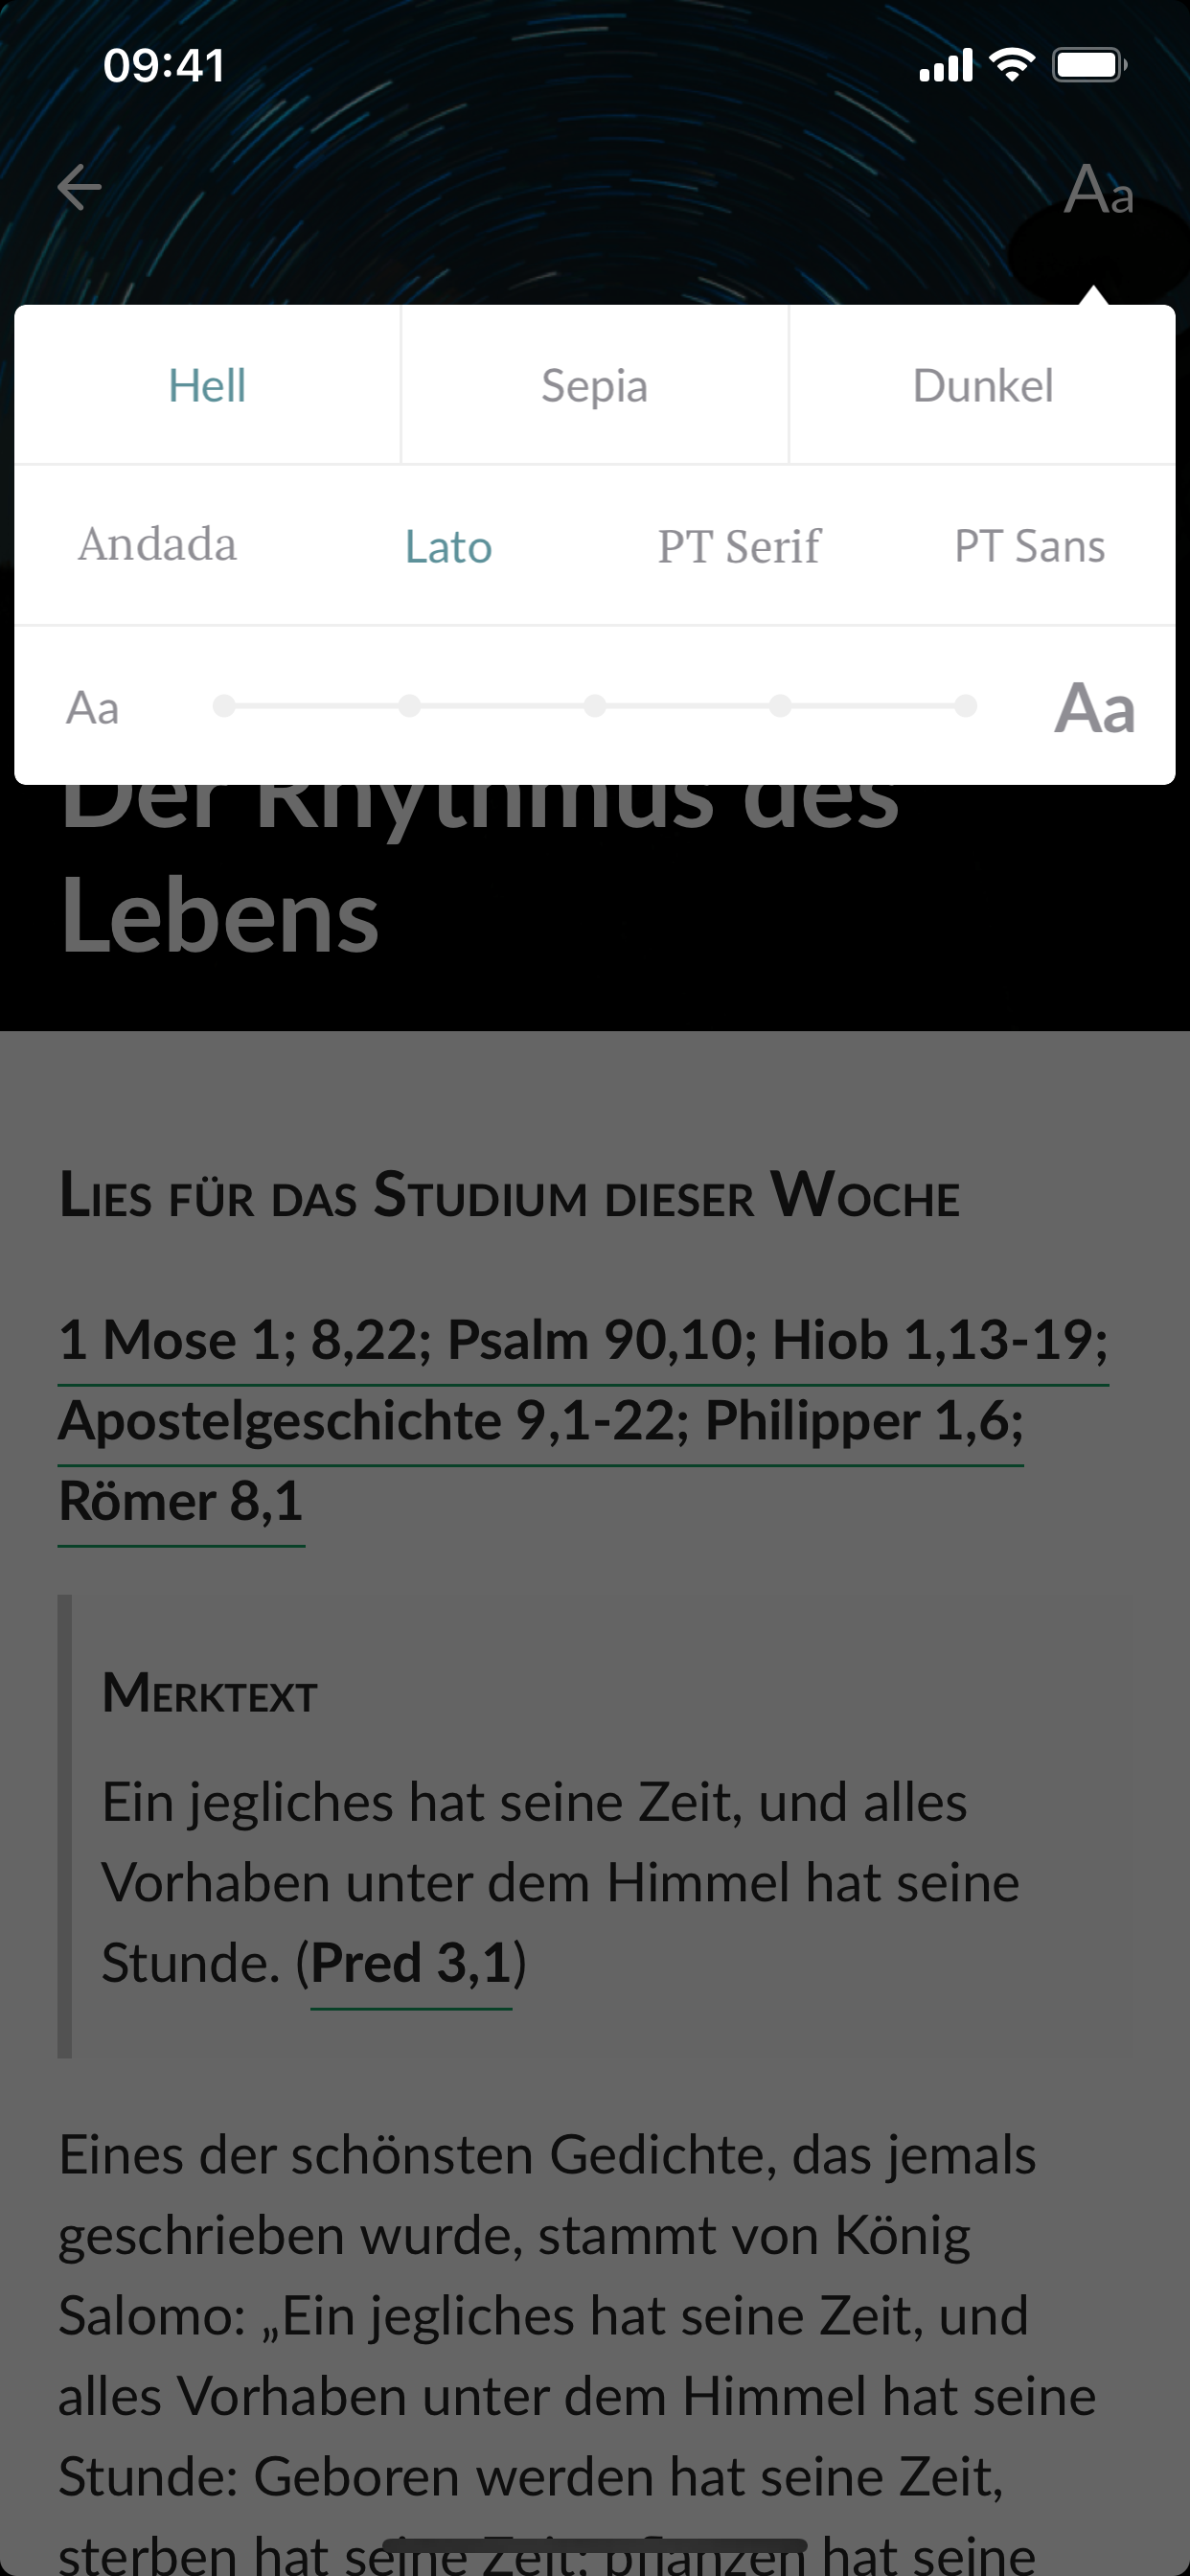 09:41
Aa
Hell Sepia Dunkel
Andada Lato PT Serif PT Sans
Aa Aa
Der Rhythmus des
Lebens
Lies für das Studium dieser Woche
1 Mose 1; 8,22; Psalm 90,10; Hiob 1,13-19;
Apostelgeschichte 9,1-22; Philipper 1,6;
Römer 8,1
Merktext
Ein jegliches hat seine Zeit, und alles
Vorhaben unter dem Himmel hat seine
Stunde. (Pred 3,1)
Eines der schönsten Gedichte, das jemals
geschrieben wurde, stammt von König
Salomo: „Ein jegliches hat seine Zeit, und
alles Vorhaben unter dem Himmel hat seine
Stunde: Geboren werden hat seine Zeit,
sterben hat seine Zeit; pflanzen hat seine